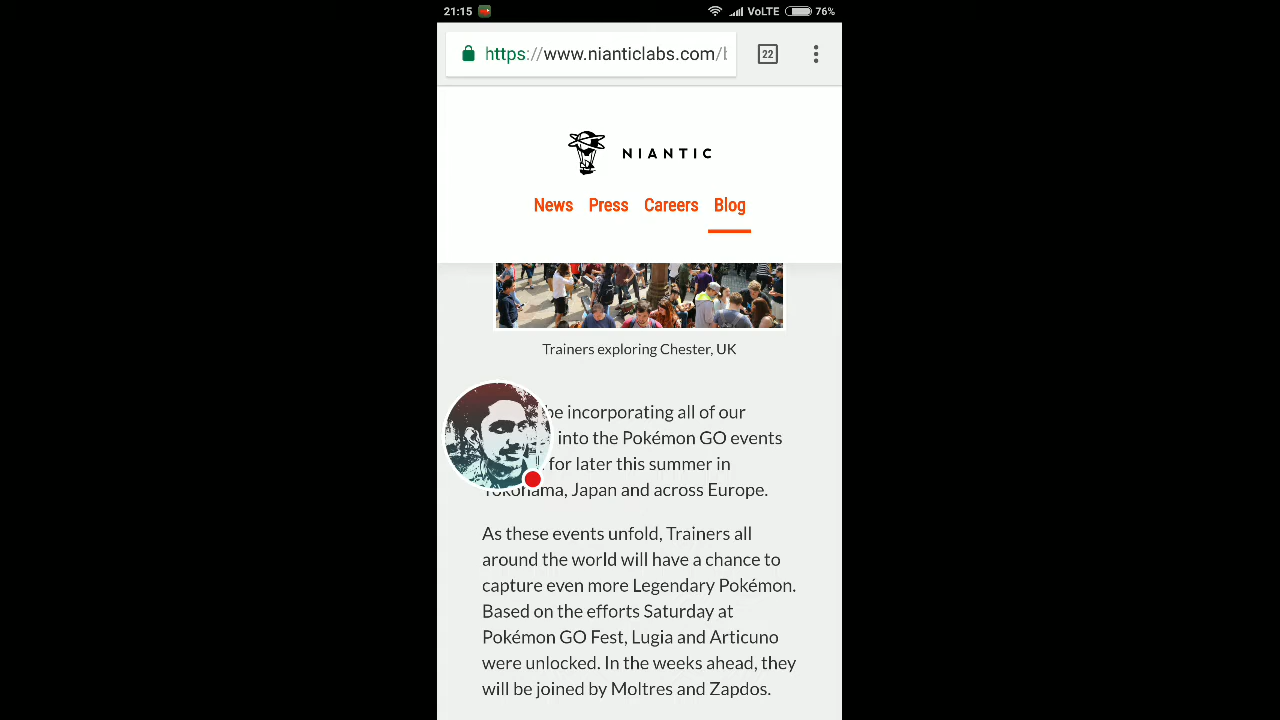 21:15 VoLTE 76%
https://www.nianticlabs.com/b
22
NIANTIC
News Press Careers Blog
Trainers exploring Chester, UK
be incorporating all of our
into the Pokémon GO events
for later this summer in
Yokohama, Japan and across Europe.
As these events unfold, Trainers all
around the world will have a chance to
capture even more Legendary Pokémon.
Based on the efforts Saturday at
Pokémon GO Fest, Lugia and Articuno
were unlocked. In the weeks ahead, they
will be joined by Moltres and Zapdos.